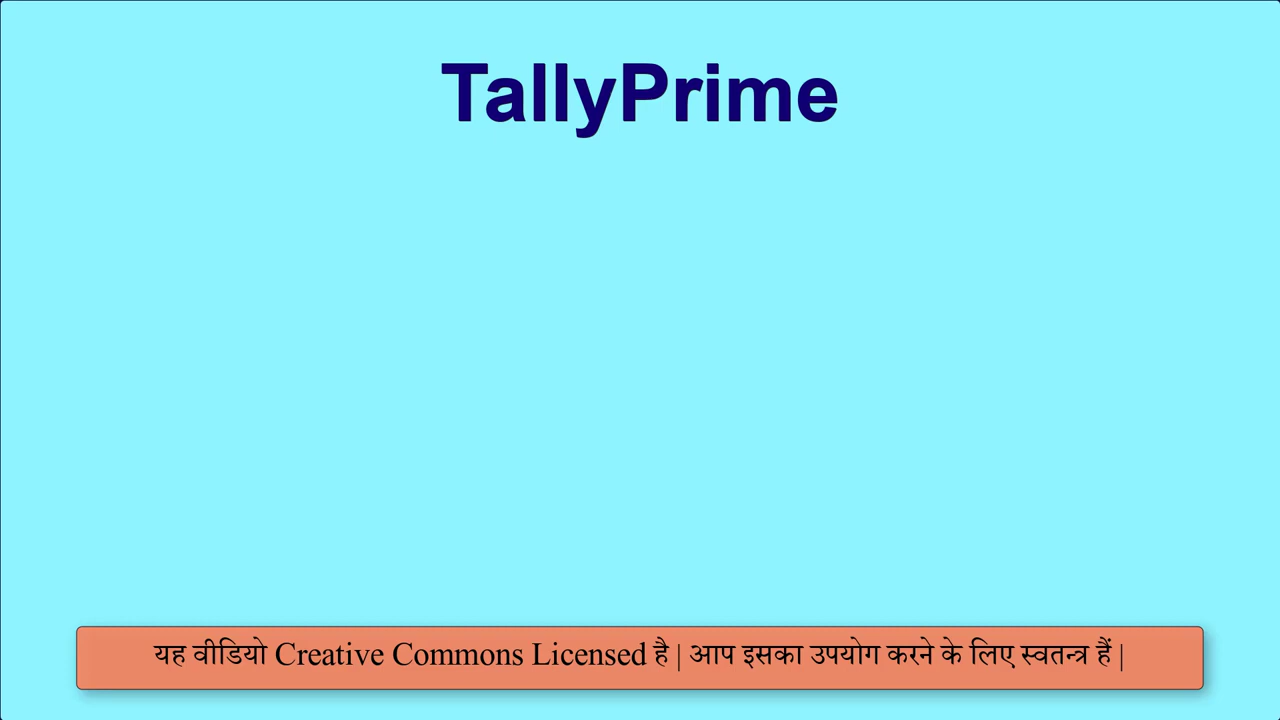 TallyPrime
यह वीडियो Creative Commons Licensed है | आप इसका उपयोग करने के लिए स्वतन्त्र हैं |